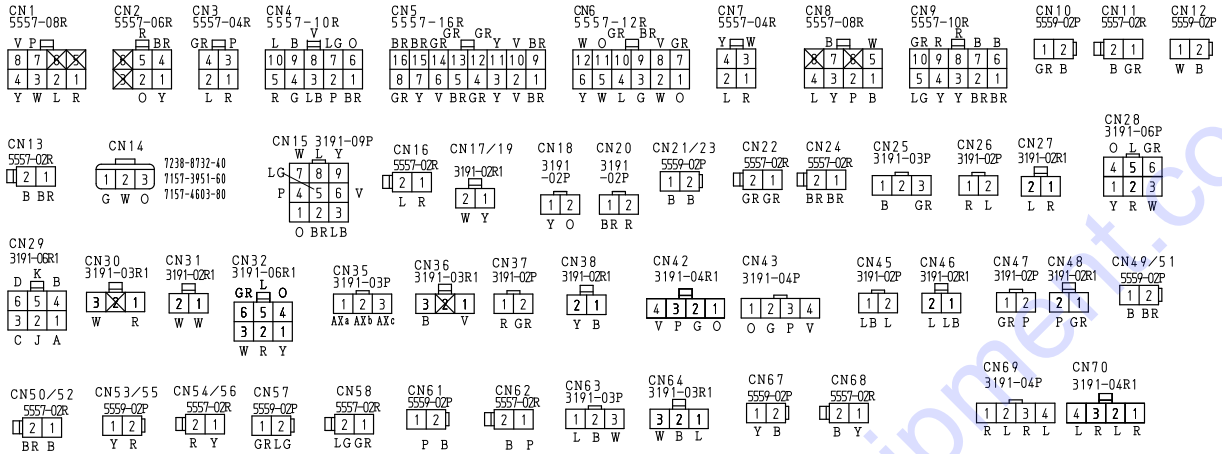 CN1 CN2 CN3 CN4 CN5 CN6 CN7 CN8 CN9 CN10 CN11 CN12
5557-08R 5557-06R 5557-04R 5557-10R 5557-16R 5557-12R 5557-04R 5557-08R 5557-10R 5559-02P 5557-02R 5559-02P
V P R BR GR P L B V LG O BR BR GR GR GR Y V BR W O GR BR V GR Y W B W GR R R B B
8 7 6 5 6 5 4 4 3 10 9 8 7 6 16 15 14 13 12 11 10 9 12 11 10 9 8 7 4 3 8 7 6 5 10 9 8 7 6 1 2 2 1 1 2
4 3 2 1 3 2 1 2 1 5 4 3 2 1 8 7 6 5 4 3 2 1 6 5 4 3 2 1 2 1 4 3 2 1 5 4 3 2 1 GR B B GR W B
Y W L R O Y L R R G LB P BR GR Y V BR GR Y V BR Y W L G W O L R L Y P B LG Y Y BR BR
CN13 CN14 CN15 3191-09P CN16 CN17/19 CN18 CN20 CN21/23 CN22 CN24 CN25 CN26 CN27 CN28
5557-02R 5557-02R 3191-02R1 3191-02P 3191-02P 5559-02P 5557-02R 5557-02R 3191-03P 3191-02P 3191-02R1 3191-06P
7238-8732-40
7157-3951-60
7157-4603-80
W L Y O L GR
LG 7 8 9 4 5 6
2 1 1 2 3 P 4 5 6 V 2 1 2 1 1 2 1 2 1 2 2 1 2 1 1 2 3 1 2 2 1 1 2 3
B BR G W O 1 2 3 L R W Y Y O BR R B B GR GR BR BR B GR R L L R Y R W
O BR LB
CN29 CN30 CN31 CN32 CN35 CN36 CN37 CN38 CN42 CN43 CN45 CN46 CN47 CN48 CN49/51
3191-06R1 3191-03R1 3191-02R1 3191-06R1 3191-03P 3191-03R1 3191-02P 3191-02R1 3191-04R1 3191-04P 3191-02P 3191-02R1 3191-02P 3191-02R1 5559-02P
D K B GR L O
6 5 4 3 2 1 2 1 6 5 4 1 2 3 3 2 1 1 2 2 1 4 3 2 1 1 2 3 4 1 2 2 1 1 2 2 1 1 2
3 2 1 W R W W 3 2 1 AXa AXb AXc B V R GR Y B V P G O O G P V LB L L LB GR P P GR B BR
C J A W R Y
CN50/52 CN53/55 CN54/56 CN57 CN58 CN61 CN62 CN63 CN64 CN67 CN68 CN69 CN70
5557-02R 5559-02P 5557-02R 5559-02P 5557-02R 5559-02P 5557-02R 3191-03P 3191-03R1 5559-02P 5557-02R 3191-04P 3191-04R1
2 1 1 2 2 1 1 2 2 1 1 2 2 1 1 2 3 3 2 1 1 2 2 1 1 2 3 4 4 3 2 1
BR B Y R R Y GR LG LG GR P B B P L B W W B L Y B B Y R L R L L R L R